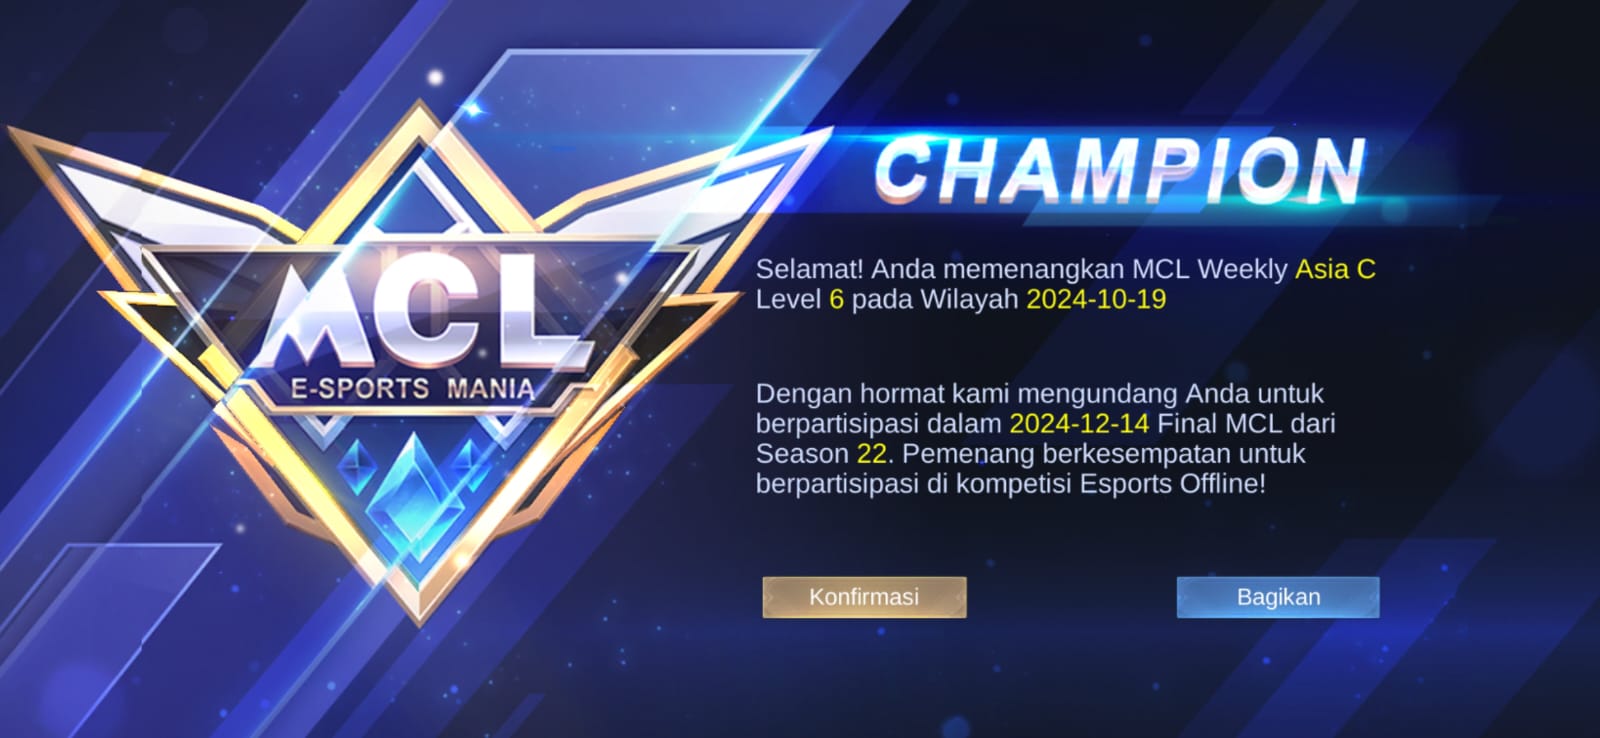 MCL
E-SPORTS MANIA
CHAMPION
Selamat! Anda memenangkan MCL Weekly Asia C
Level 6 pada Wilayah 2024-10-19
Dengan hormat kami mengundang Anda untuk
berpartisipasi dalam 2024-12-14 Final MCL dari
Season 22. Pemenang berkesempatan untuk
berpartisipasi di kompetisi Esports Offline!
Konfirmasi
Bagikan